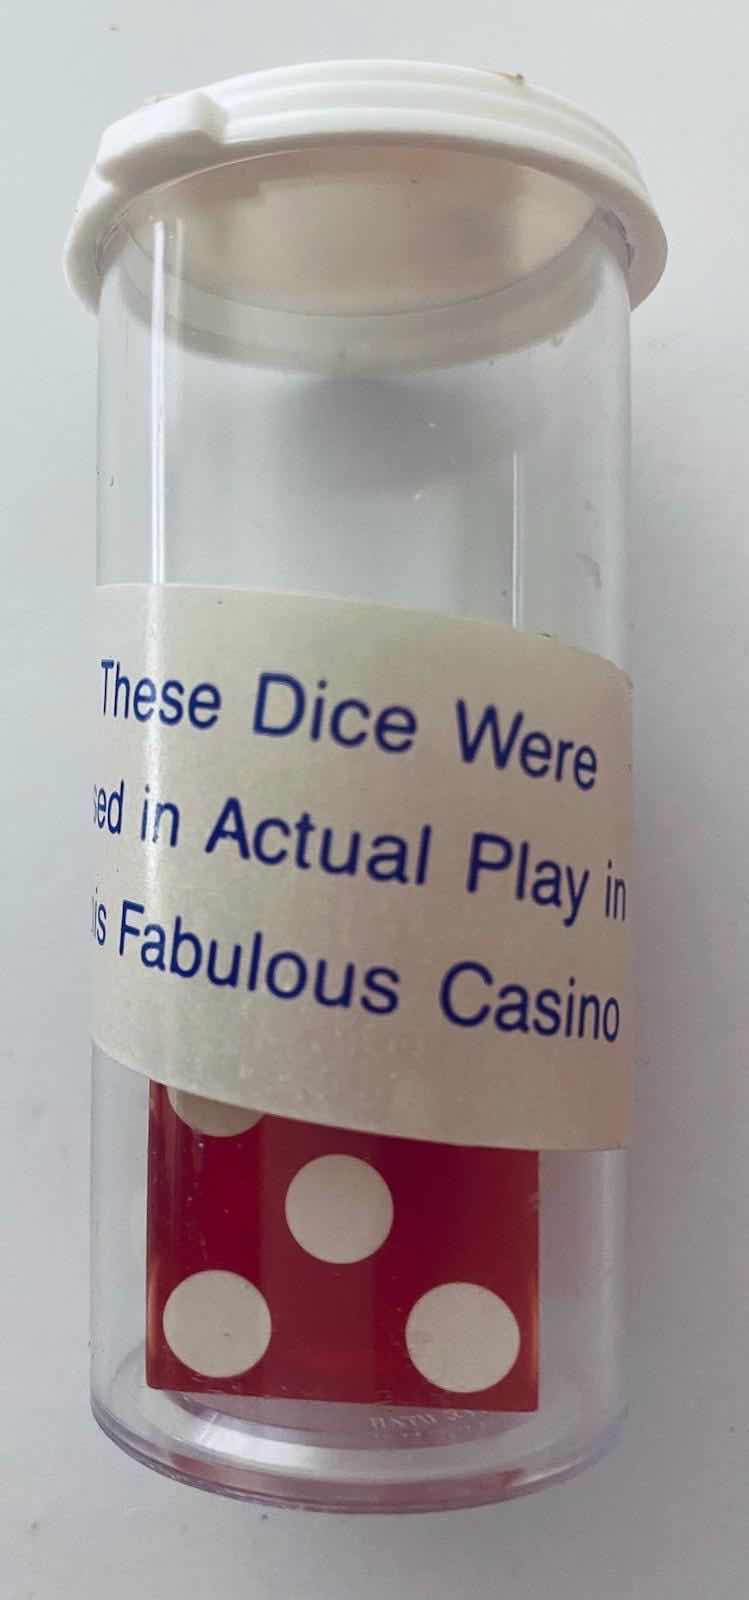 These Dice Were
sed in Actual Play in
is Fabulous Casino